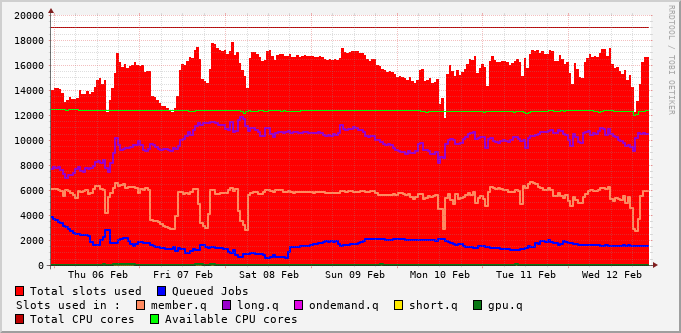 RRDTOOL / TOBI OETIKER
20000
18000
16000
14000
12000
10000
8000
6000
4000
2000
0
Thu 06 Feb Fri 07 Feb Sat 08 Feb Sun 09 Feb Mon 10 Feb Tue 11 Feb Wed 12 Feb
Total slots used Queued Jobs
Slots used in : member.q long.q ondemand.q short.q gpu.q
Total CPU cores Available CPU cores